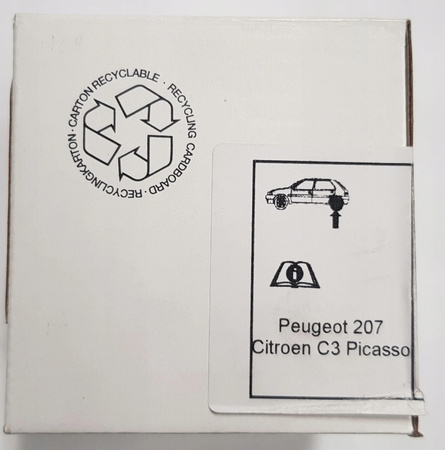 CARTON RECYCLABLE · RECYCLING CARDBOARD · RECYCLINGKARTON ·
i
Peugeot 207
Citroen C3 Picasso